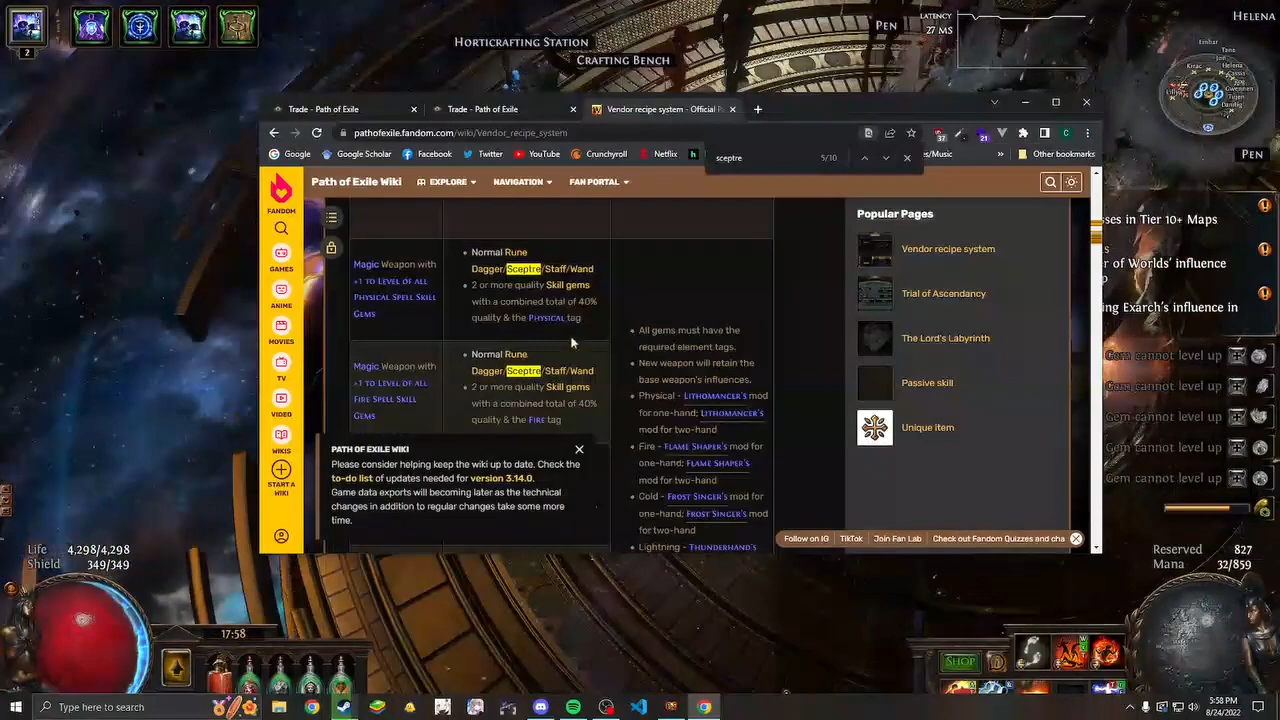 2
HORTICRAFTING STATION
CRAFTING BENCH
PEN
LATENCY
27 MS
HELENA
PEN
Trade - Path of Exile
Trade - Path of Exile
Vendor recipe system - Official P
pathofexile.fandom.com/wiki/Vendor_recipe_system
37
21
C
Google
Google Scholar
Facebook
Twitter
YouTube
Crunchyroll
Netflix
h
/Music
Other bookmarks
sceptre
5/10
Path of Exile Wiki
EXPLORE
NAVIGATION
FAN PORTAL
FANDOM
GAMES
ANIME
MOVIES
TV
VIDEO
WIKIS
START A
WIKI
Magic Weapon with
+1 to Level of all
Physical Spell Skill
Gems
Normal Rune
Dagger/Sceptre/Staff/Wand
2 or more quality Skill gems
with a combined total of 40%
quality & the PHYSICAL tag
Magic Weapon with
+1 to Level of all
Fire Spell Skill
Gems
Normal Rune
Dagger/Sceptre/Staff/Wand
2 or more quality Skill gems
with a combined total of 40%
quality & the FIRE tag
All gems must have the
required element tags.
New weapon will retain the
base weapon's influences.
Physical - LITHOMANCER'S mod
for one-hand; LITHOMANCER'S
mod for two-hand
Fire - FLAME SHAPER'S mod for
one-hand; FLAME SHAPER'S
mod for two-hand
Cold - FROST SINGER'S mod for
one-hand; FROST SINGER'S mod
for two-hand
Lightning - THUNDERHAND'S
Popular Pages
Vendor recipe system
Trial of Ascendancy
The Lord's Labyrinth
Passive skill
Unique item
PATH OF EXILE WIKI
Please consider helping keep the wiki up to date. Check the
to-do list of updates needed for version 3.14.0.
Game data exports will becoming later as the technical
changes in addition to regular changes take some more
time.
Follow on IG
TikTok
Join Fan Lab
Check out Fandom Quizzes and cha
sses in Tier 10+ Maps
s
r of Worlds' influence
p
ng Exarch's influence in
Gem cannot level up
Gem cannot level up
Gem cannot level up
Gem cannot level up
Gem cannot level up
Life 4,298/4,298
Shield 349/349
17:58
Reserved 827
Mana 32/859
SHOP
Type here to search
5:58 PM
8/24/2022